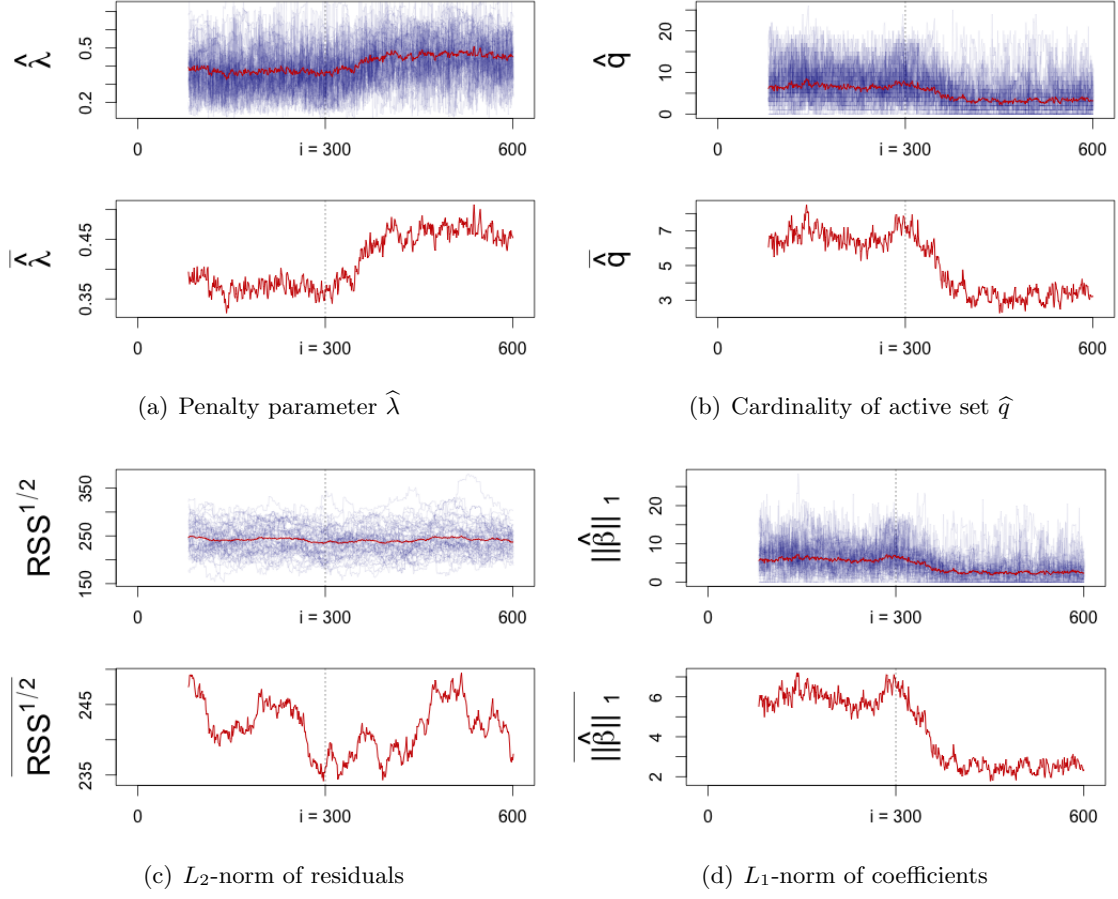 λ̂
0.2 0.5
0 i = 300 600
λ̂̅
0.35 0.45
0 i = 300 600
(a) Penalty parameter λ̂
q̂
0 10 20
0 i = 300 600
q̂̅
3 5 7
0 i = 300 600
(b) Cardinality of active set q̂
RSS^1/2
150 250 350
0 i = 300 600
R̅S̅S̅^1/2
235 245
0 i = 300 600
(c) L₂-norm of residuals
||β̂||₁
0 10 20
0 i = 300 600
||β̂||₁
2 4 6
0 i = 300 600
(d) L₁-norm of coefficients